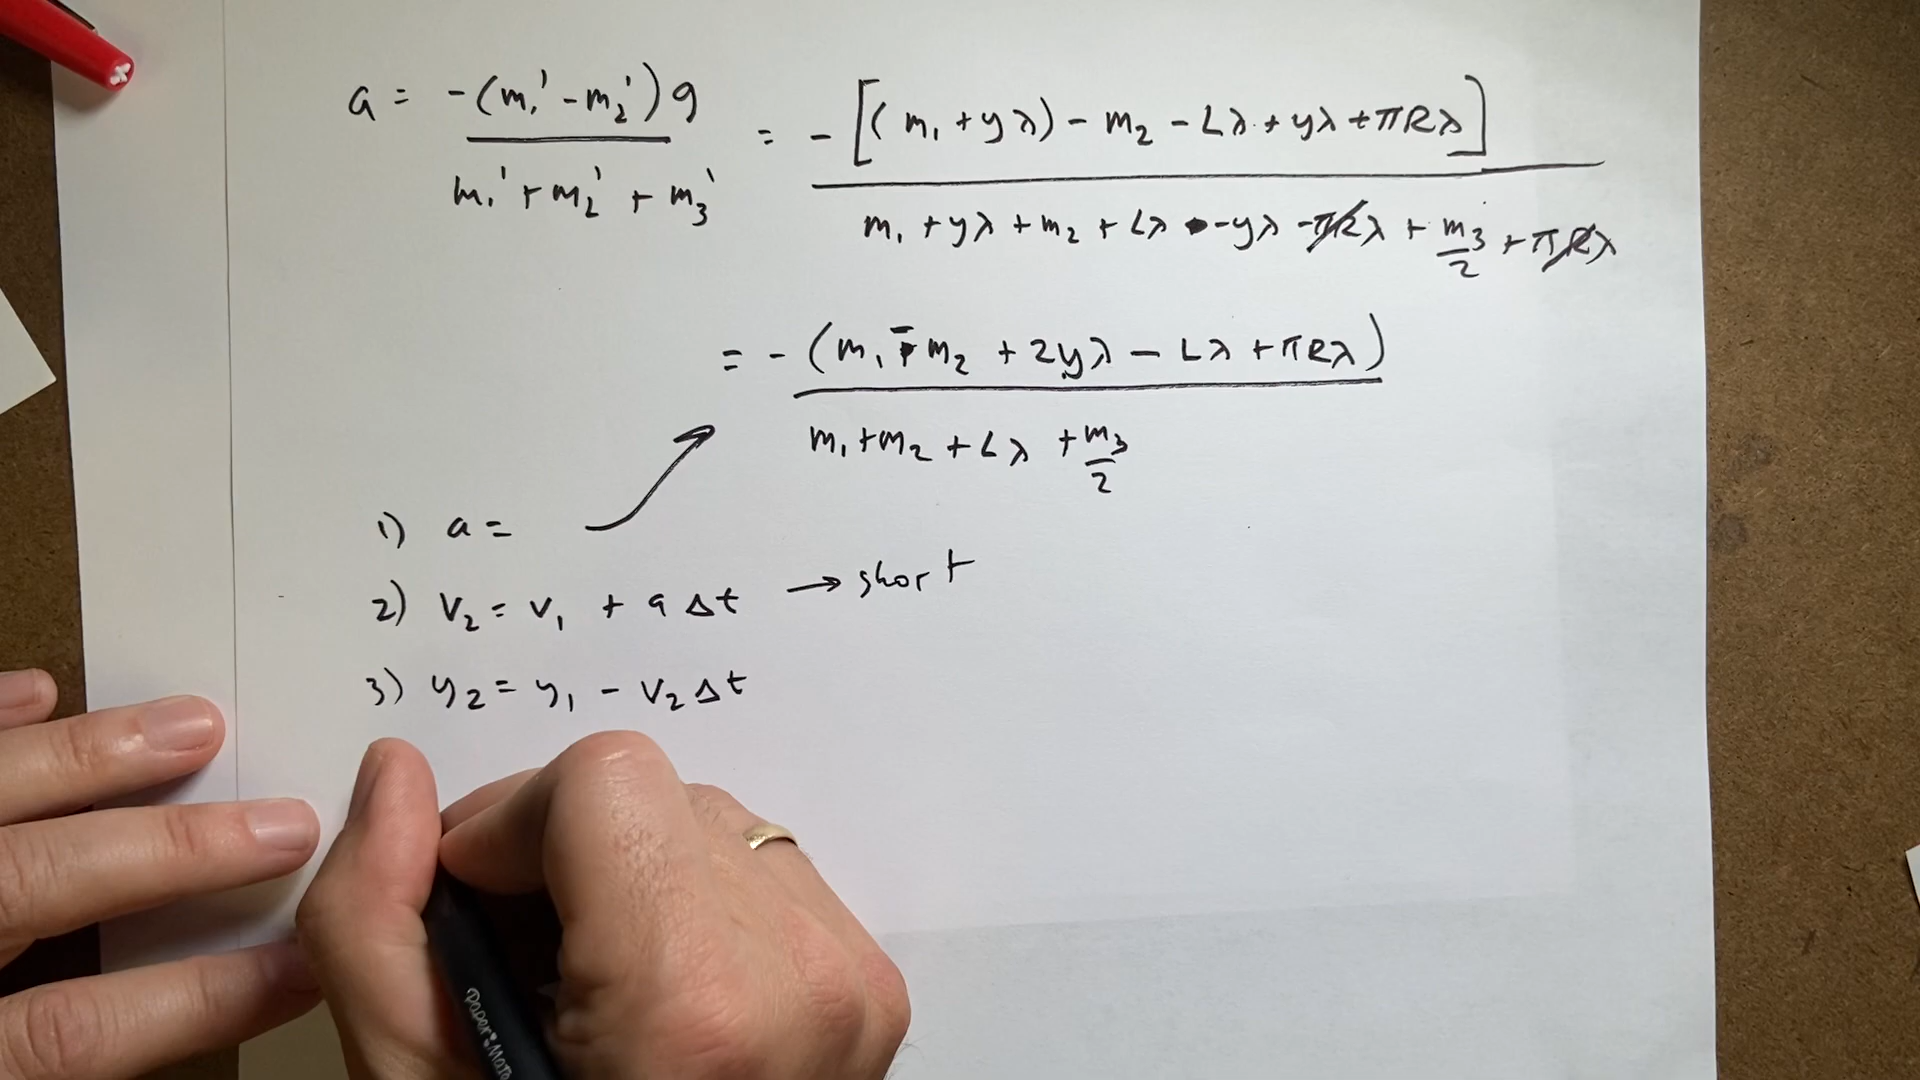 a = -(m₁' - m₂')g / m₁' + m₂' + m₃' = -[(m₁ + yλ) - m₂ - Lλ + yλ + πRλ] / m₁ + yλ + m₂ + Lλ - yλ - πRλ + m₃/2 + πRλ
= -(m₁ - m₂ + 2yλ - Lλ + πRλ) / m₁ + m₂ + Lλ + m₃/2
1) a =
2) v₂ = v₁ + a Δt → short
3) y₂ = y₁ - v₂ Δt
Paper:Mate